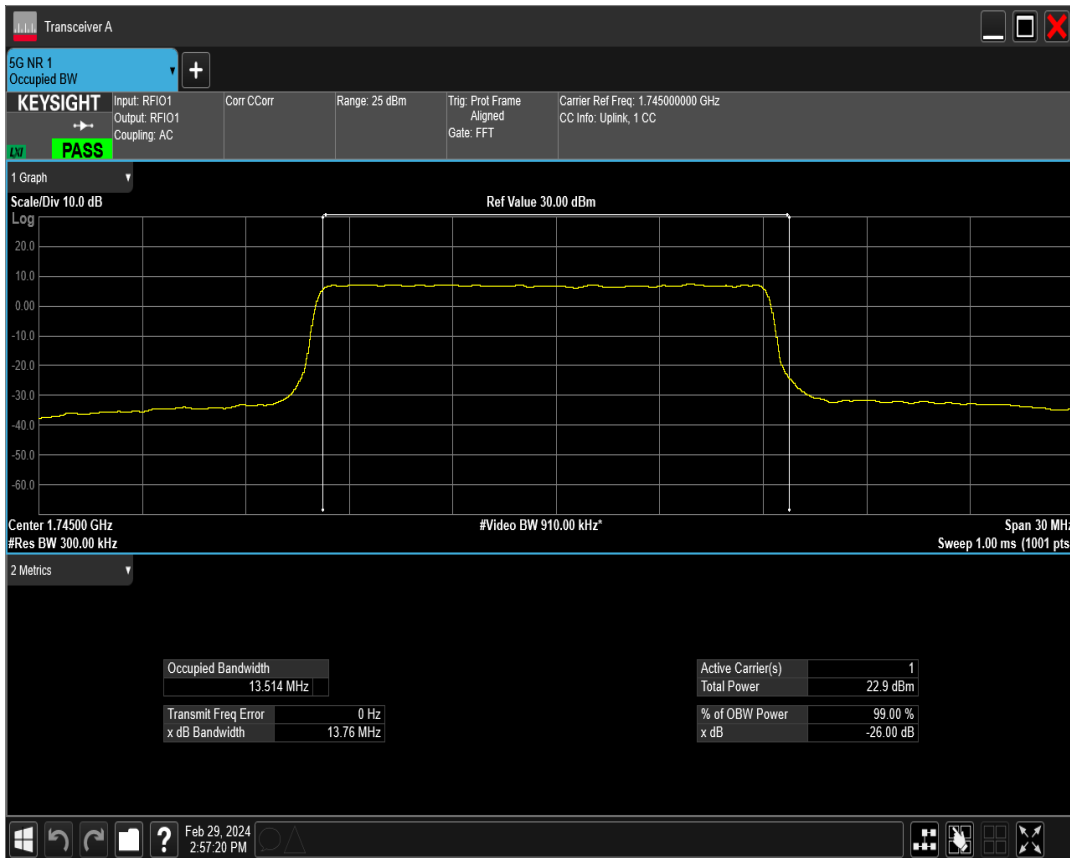 Transceiver A
5G NR 1
Occupied BW
+
KEYSIGHT
LXI
PASS
Input: RFIO1
Output: RFIO1
Coupling: AC
Corr CCorr
Range: 25 dBm
Trig: Prot Frame
Aligned
Gate: FFT
Carrier Ref Freq: 1.745000000 GHz
CC Info: Uplink, 1 CC
1 Graph
Scale/Div 10.0 dB
Ref Value 30.00 dBm
Log
20.0
10.0
0.00
-10.0
-20.0
-30.0
-40.0
-50.0
-60.0
Center 1.74500 GHz
#Video BW 910.00 kHz*
Span 30 MHz
#Res BW 300.00 kHz
Sweep 1.00 ms (1001 pts
2 Metrics
Occupied Bandwidth
13.514 MHz
Transmit Freq Error 0 Hz
x dB Bandwidth 13.76 MHz
Active Carrier(s) 1
Total Power 22.9 dBm
% of OBW Power 99.00 %
x dB -26.00 dB
?
Feb 29, 2024
2:57:20 PM